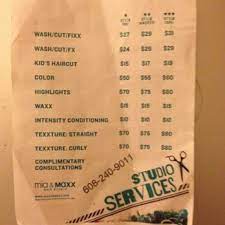 WASH/CUT/FIXX $27 $29 $31
WASH/CUT/FX $24 $26 $29
KID'S HAIRCUT $15 $17 $19
COLOR $50 $55 $60
HIGHLIGHTS $70 $75 $80
WAXX $15 $15 $15
INTENSITY CONDITIONING $10 $10 $10
TEXXTURE: STRAIGHT $70 $75 $80
TEXXTURE: CURLY $70 $75 $80
COMPLIMENTARY
CONSULTATIONS
mia & MAXX
HAIR STUDIO
608-240-9011
STUDIO
SERVICES